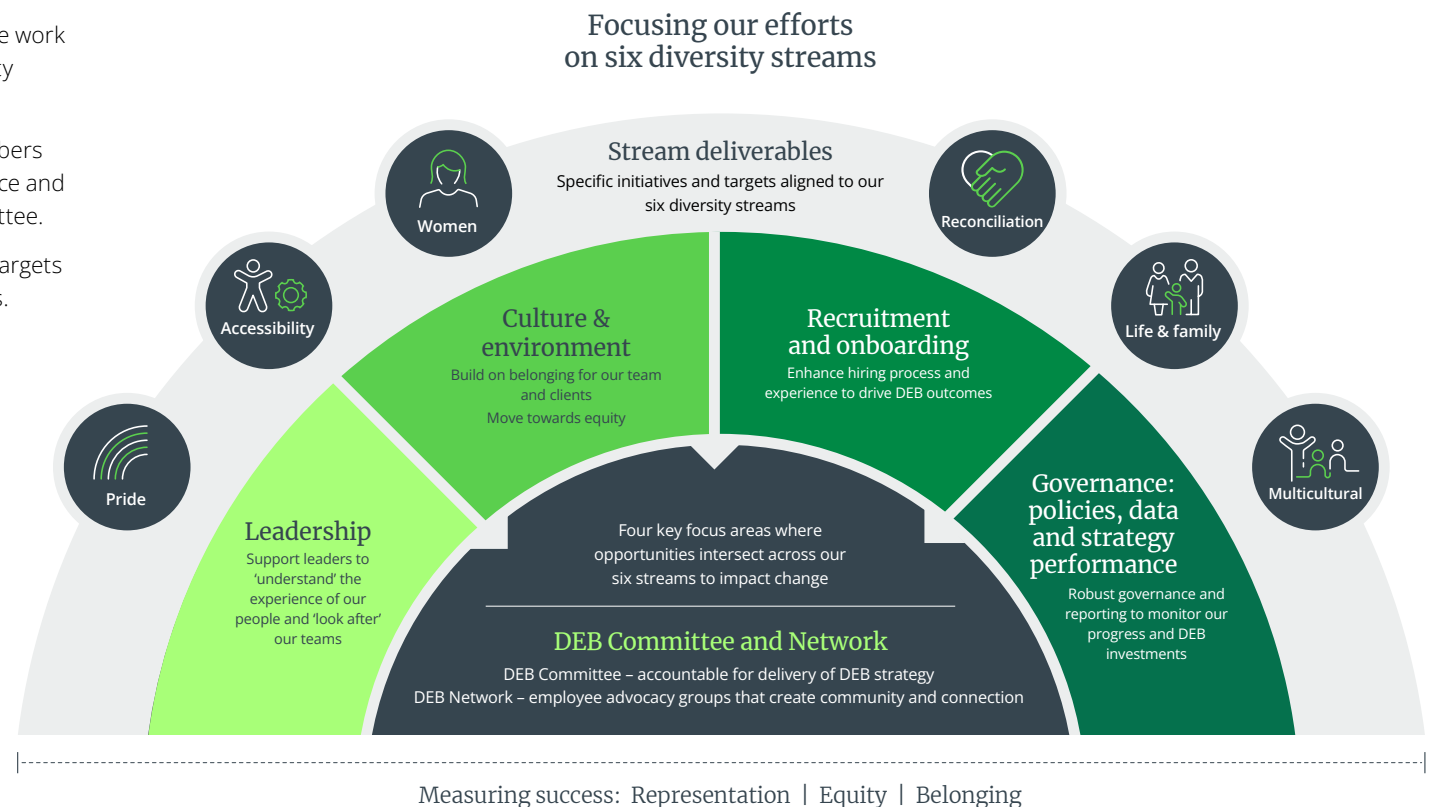 e work
ty
bers
ce and
ttee.
targets
s.
Focusing our efforts
on six diversity streams
Stream deliverables
Specific initiatives and targets aligned to our
six diversity streams
Pride
Accessibility
Women
Reconciliation
Life & family
Multicultural
Leadership
Support leaders to
‘understand’ the
experience of our
people and ‘look after’
our teams
Culture &
environment
Build on belonging for our team
and clients
Move towards equity
Recruitment
and onboarding
Enhance hiring process and
experience to drive DEB outcomes
Governance:
policies, data
and strategy
performance
Robust governance and
reporting to monitor our
progress and DEB
investments
Four key focus areas where
opportunities intersect across our
six streams to impact change
DEB Committee and Network
DEB Committee – accountable for delivery of DEB strategy
DEB Network – employee advocacy groups that create community and connection
Measuring success: Representation | Equity | Belonging